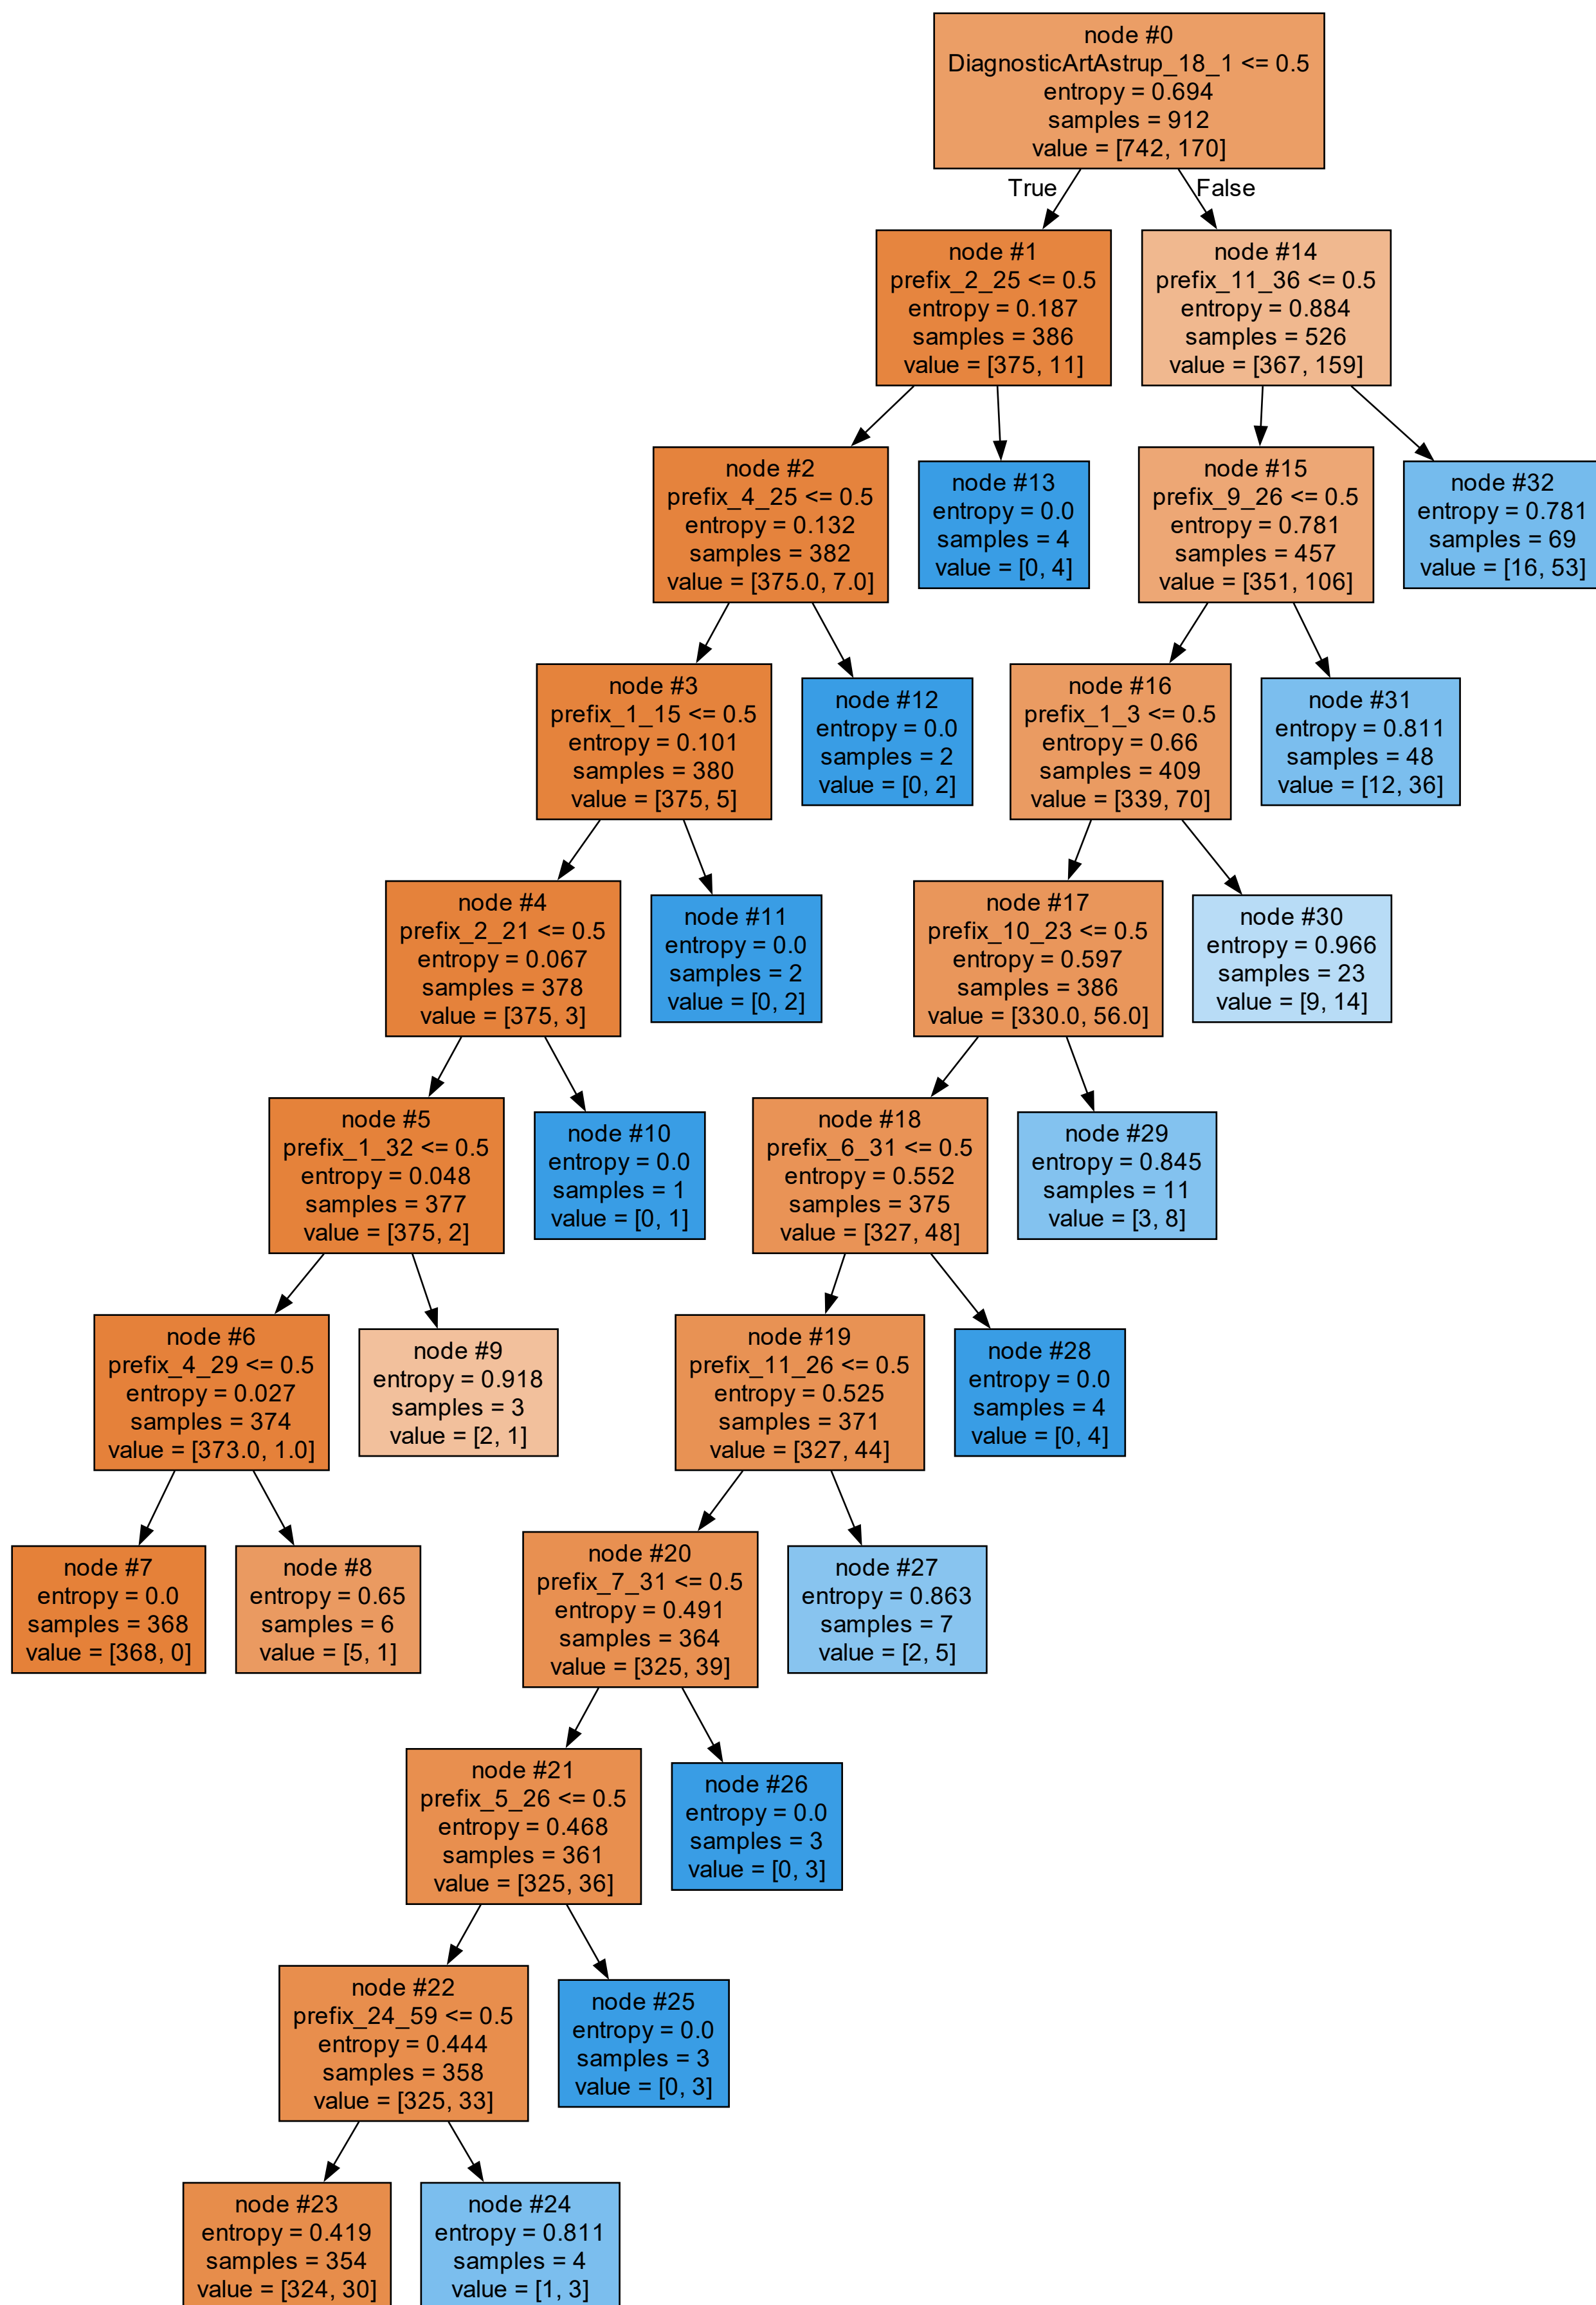 node #0
DiagnosticArtAstrup_18_1 <= 0.5
entropy = 0.694
samples = 912
value = [742, 170]
True
False
node #1
prefix_2_25 <= 0.5
entropy = 0.187
samples = 386
value = [375, 11]
node #14
prefix_11_36 <= 0.5
entropy = 0.884
samples = 526
value = [367, 159]
node #2
prefix_4_25 <= 0.5
entropy = 0.132
samples = 382
value = [375.0, 7.0]
node #13
entropy = 0.0
samples = 4
value = [0, 4]
node #15
prefix_9_26 <= 0.5
entropy = 0.781
samples = 457
value = [351, 106]
node #32
entropy = 0.781
samples = 69
value = [16, 53]
node #3
prefix_1_15 <= 0.5
entropy = 0.101
samples = 380
value = [375, 5]
node #12
entropy = 0.0
samples = 2
value = [0, 2]
node #16
prefix_1_3 <= 0.5
entropy = 0.66
samples = 409
value = [339, 70]
node #31
entropy = 0.811
samples = 48
value = [12, 36]
node #4
prefix_2_21 <= 0.5
entropy = 0.067
samples = 378
value = [375, 3]
node #11
entropy = 0.0
samples = 2
value = [0, 2]
node #17
prefix_10_23 <= 0.5
entropy = 0.597
samples = 386
value = [330.0, 56.0]
node #30
entropy = 0.966
samples = 23
value = [9, 14]
node #5
prefix_1_32 <= 0.5
entropy = 0.048
samples = 377
value = [375, 2]
node #10
entropy = 0.0
samples = 1
value = [0, 1]
node #18
prefix_6_31 <= 0.5
entropy = 0.552
samples = 375
value = [327, 48]
node #29
entropy = 0.845
samples = 11
value = [3, 8]
node #6
prefix_4_29 <= 0.5
entropy = 0.027
samples = 374
value = [373.0, 1.0]
node #9
entropy = 0.918
samples = 3
value = [2, 1]
node #19
prefix_11_26 <= 0.5
entropy = 0.525
samples = 371
value = [327, 44]
node #28
entropy = 0.0
samples = 4
value = [0, 4]
node #7
entropy = 0.0
samples = 368
value = [368, 0]
node #8
entropy = 0.65
samples = 6
value = [5, 1]
node #20
prefix_7_31 <= 0.5
entropy = 0.491
samples = 364
value = [325, 39]
node #27
entropy = 0.863
samples = 7
value = [2, 5]
node #21
prefix_5_26 <= 0.5
entropy = 0.468
samples = 361
value = [325, 36]
node #26
entropy = 0.0
samples = 3
value = [0, 3]
node #22
prefix_24_59 <= 0.5
entropy = 0.444
samples = 358
value = [325, 33]
node #25
entropy = 0.0
samples = 3
value = [0, 3]
node #23
entropy = 0.419
samples = 354
value = [324, 30]
node #24
entropy = 0.811
samples = 4
value = [1, 3]